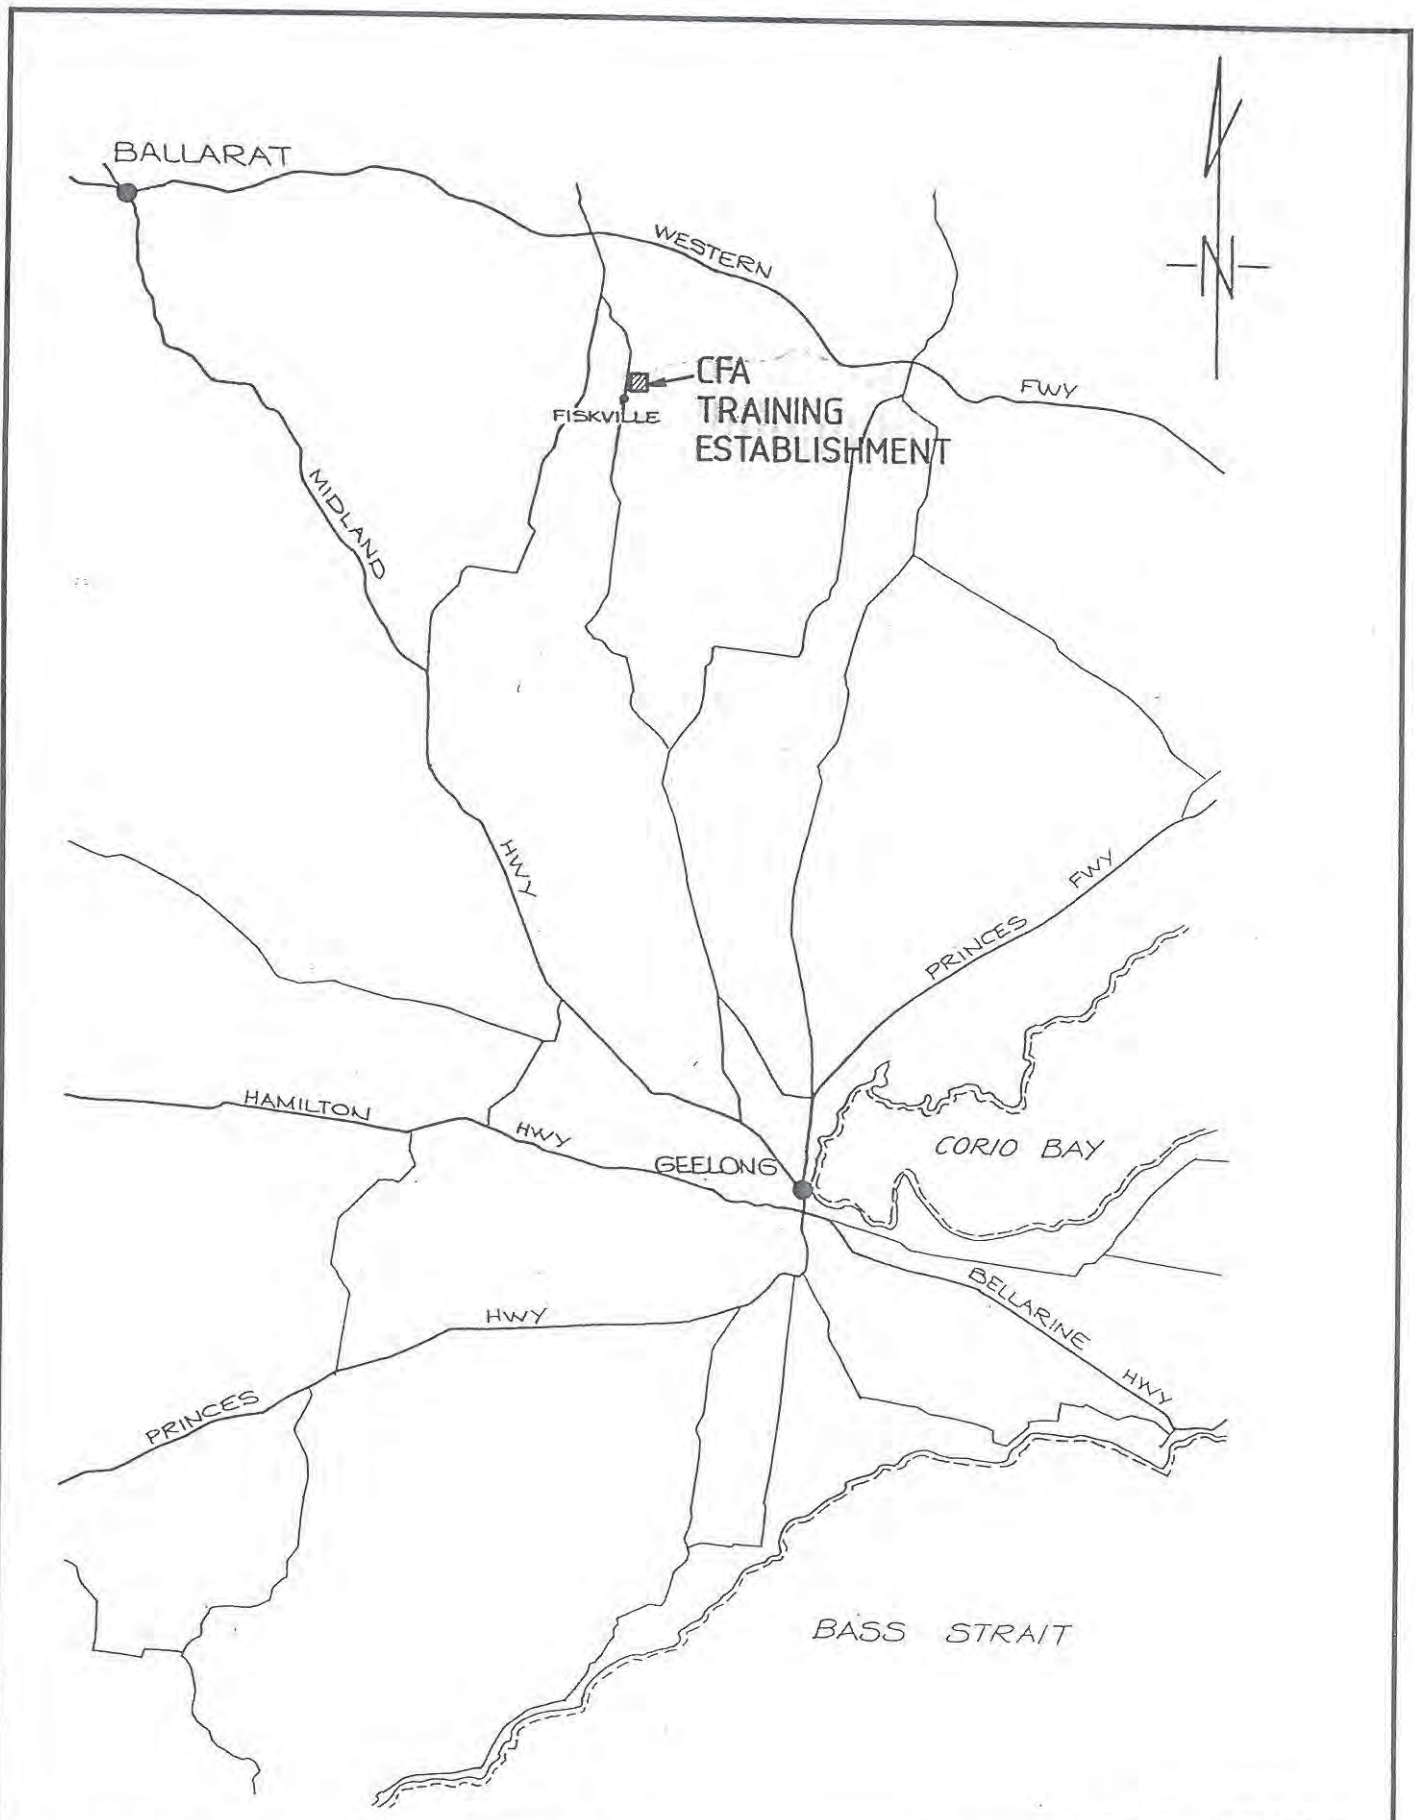 BALLARAT
WESTERN
FWY
CFA
TRAINING
ESTABLISHMENT
FISKVILLE
MIDLAND
HWY
PRINCES
FWY
HAMILTON
HWY
GEELONG
CORIO BAY
BELLARINE
HWY
PRINCES
HWY
BASS STRAIT
N